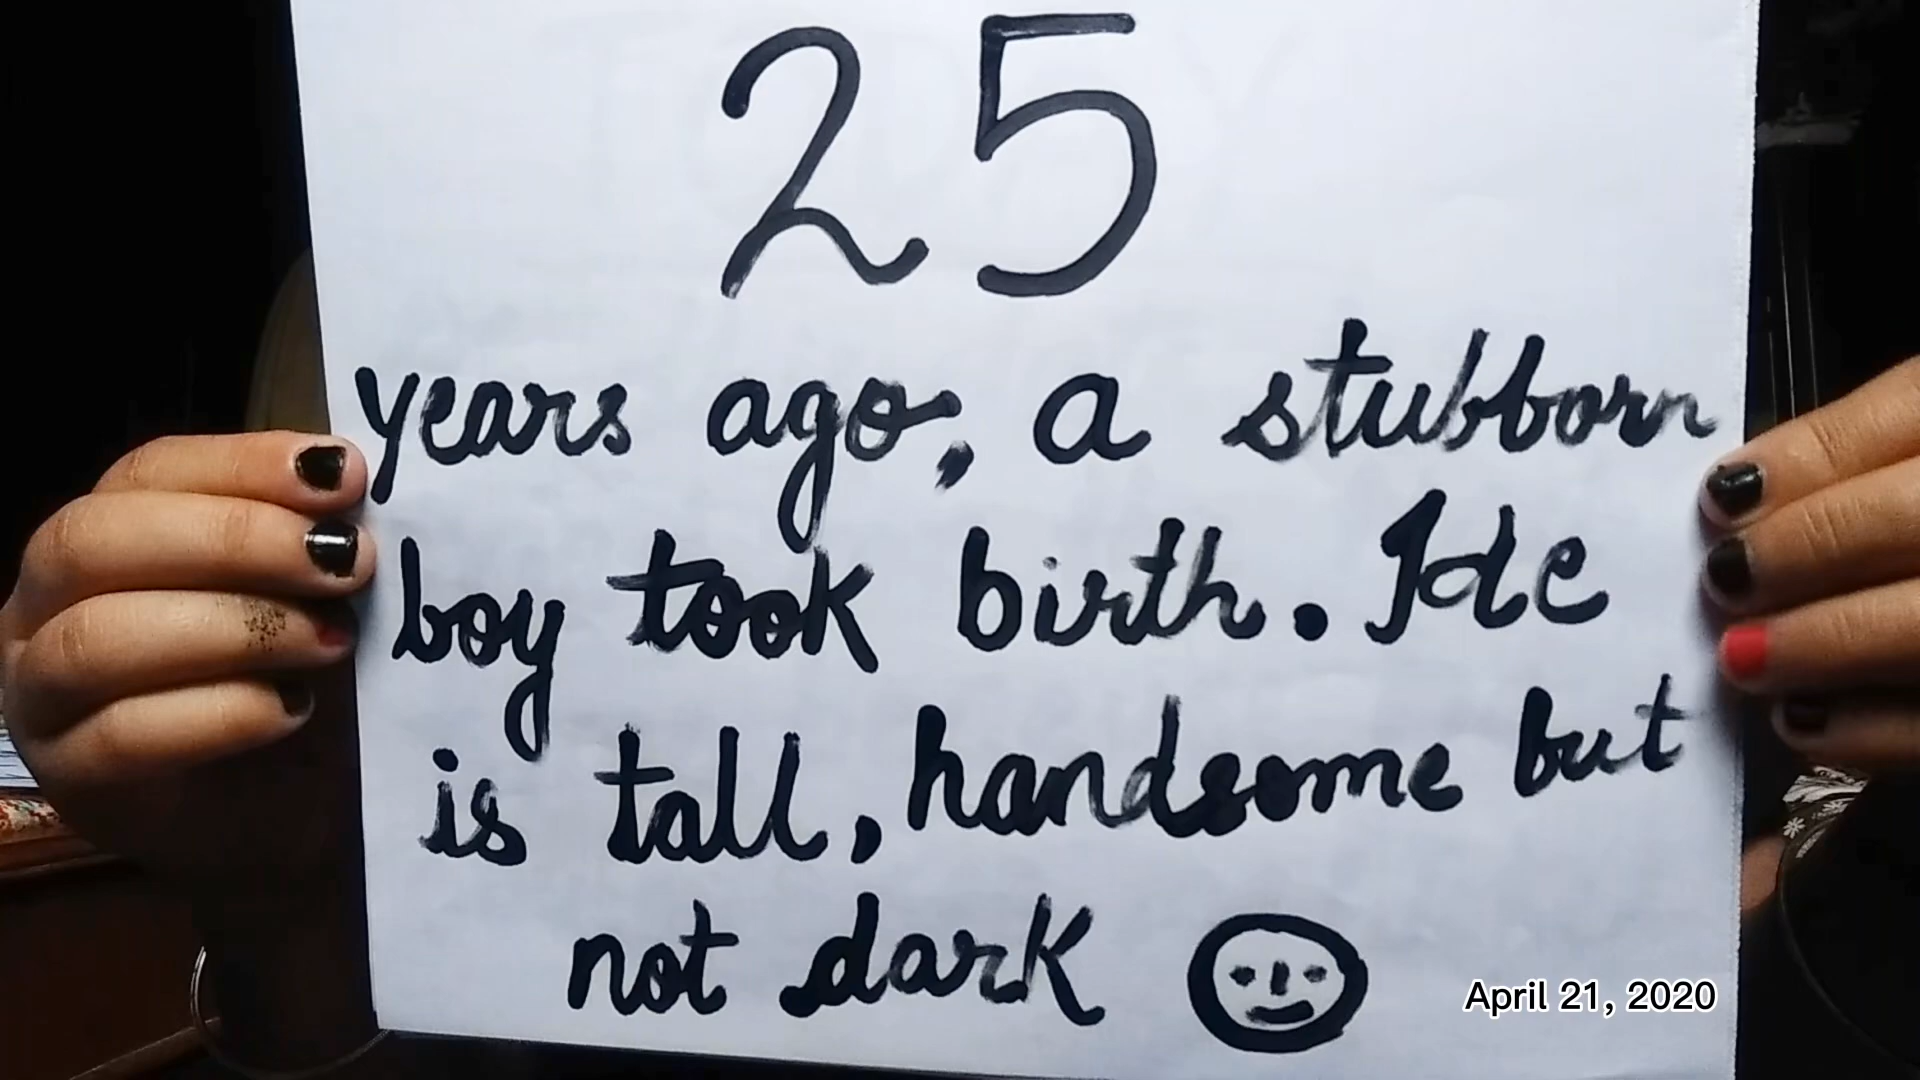 25
years ago, a stubborn
boy took birth. He
is tall, handsome but
not dark
April 21, 2020